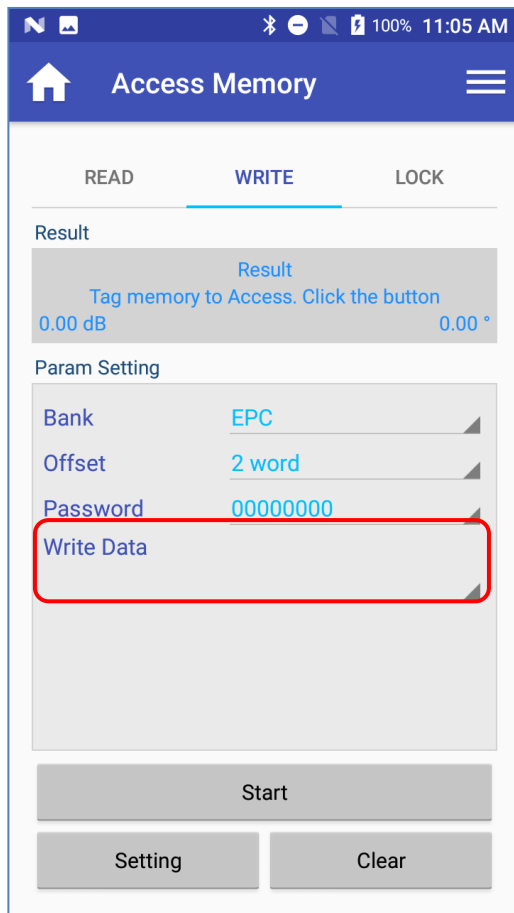 100% 11:05 AM
Access Memory
READ WRITE LOCK
Result
Result
Tag memory to Access. Click the button
0.00 dB 0.00 °
Param Setting
Bank EPC
Offset 2 word
Password 00000000
Write Data
Start
Setting Clear